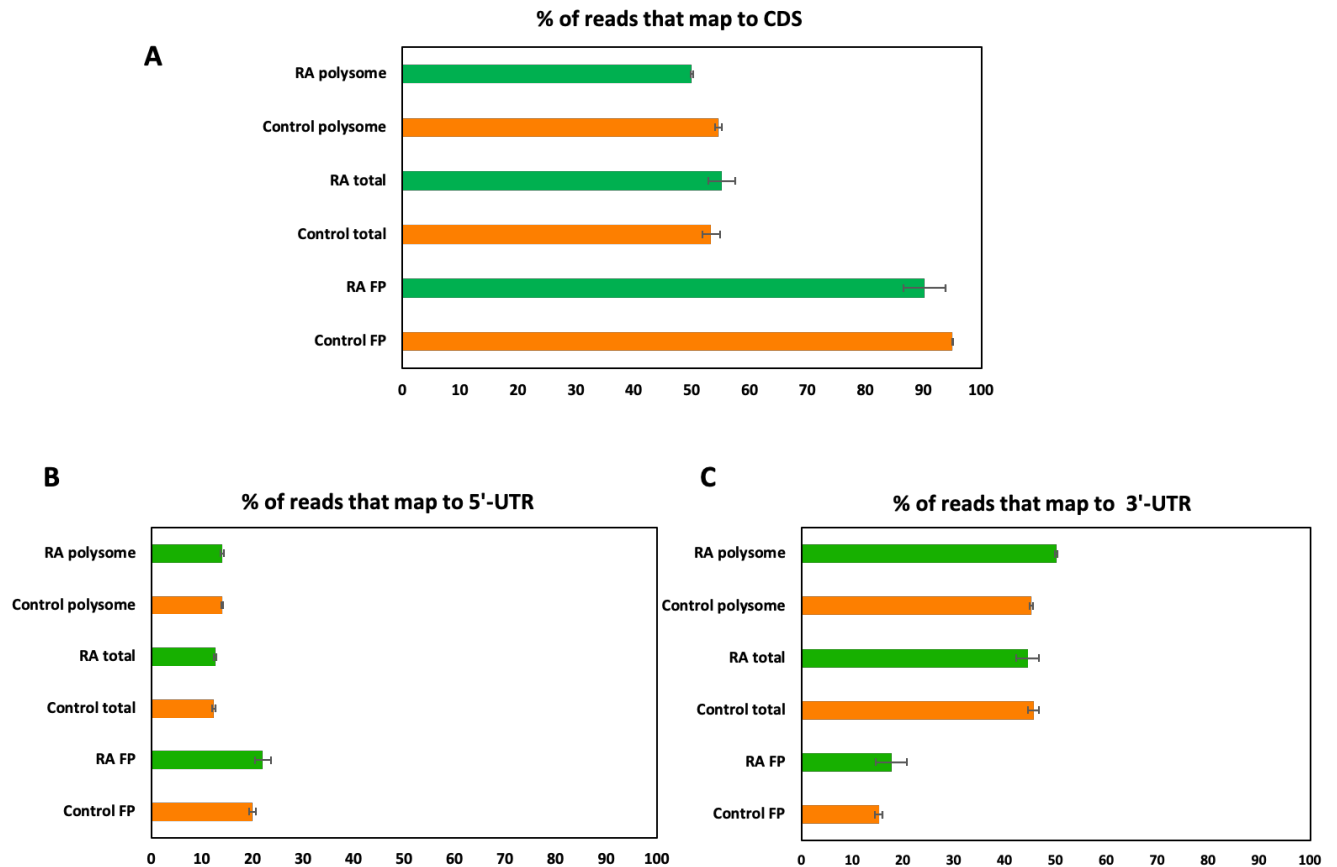 % of reads that map to CDS
A
RA polysome
Control polysome
RA total
Control total
RA FP
Control FP
0 10 20 30 40 50 60 70 80 90 100
B
% of reads that map to 5'-UTR
RA polysome
Control polysome
RA total
Control total
RA FP
Control FP
0 10 20 30 40 50 60 70 80 90 100
C
% of reads that map to 3'-UTR
RA polysome
Control polysome
RA total
Control total
RA FP
Control FP
0 10 20 30 40 50 60 70 80 90 100